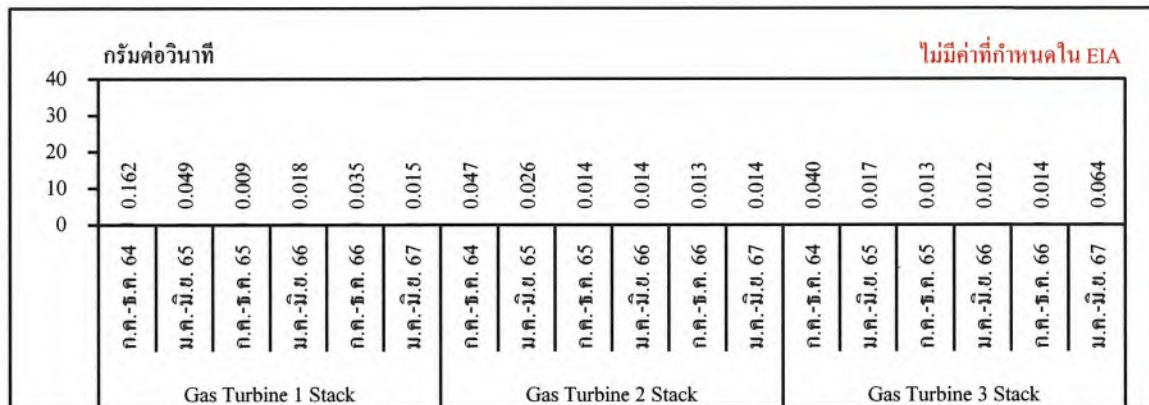 กรัมต่อวินาที
ไม่มีค่าที่กำหนดใน EIA
40
30
20
10
0
0.162 0.049 0.009 0.018 0.035 0.015 0.047 0.026 0.014 0.014 0.013 0.014 0.040 0.017 0.013 0.012 0.014 0.064
ก.ค.-ธ.ค. 64 ม.ค.-มิ.ย. 65 ก.ค.-ธ.ค. 65 ม.ค.-มิ.ย. 66 ก.ค.-ธ.ค. 66 ม.ค.-มิ.ย. 67 ก.ค.-ธ.ค. 64 ม.ค.-มิ.ย. 65 ก.ค.-ธ.ค. 65 ม.ค.-มิ.ย. 66 ก.ค.-ธ.ค. 66 ม.ค.-มิ.ย. 67 ก.ค.-ธ.ค. 64 ม.ค.-มิ.ย. 65 ก.ค.-ธ.ค. 65 ม.ค.-มิ.ย. 66 ก.ค.-ธ.ค. 66 ม.ค.-มิ.ย. 67
Gas Turbine 1 Stack Gas Turbine 2 Stack Gas Turbine 3 Stack